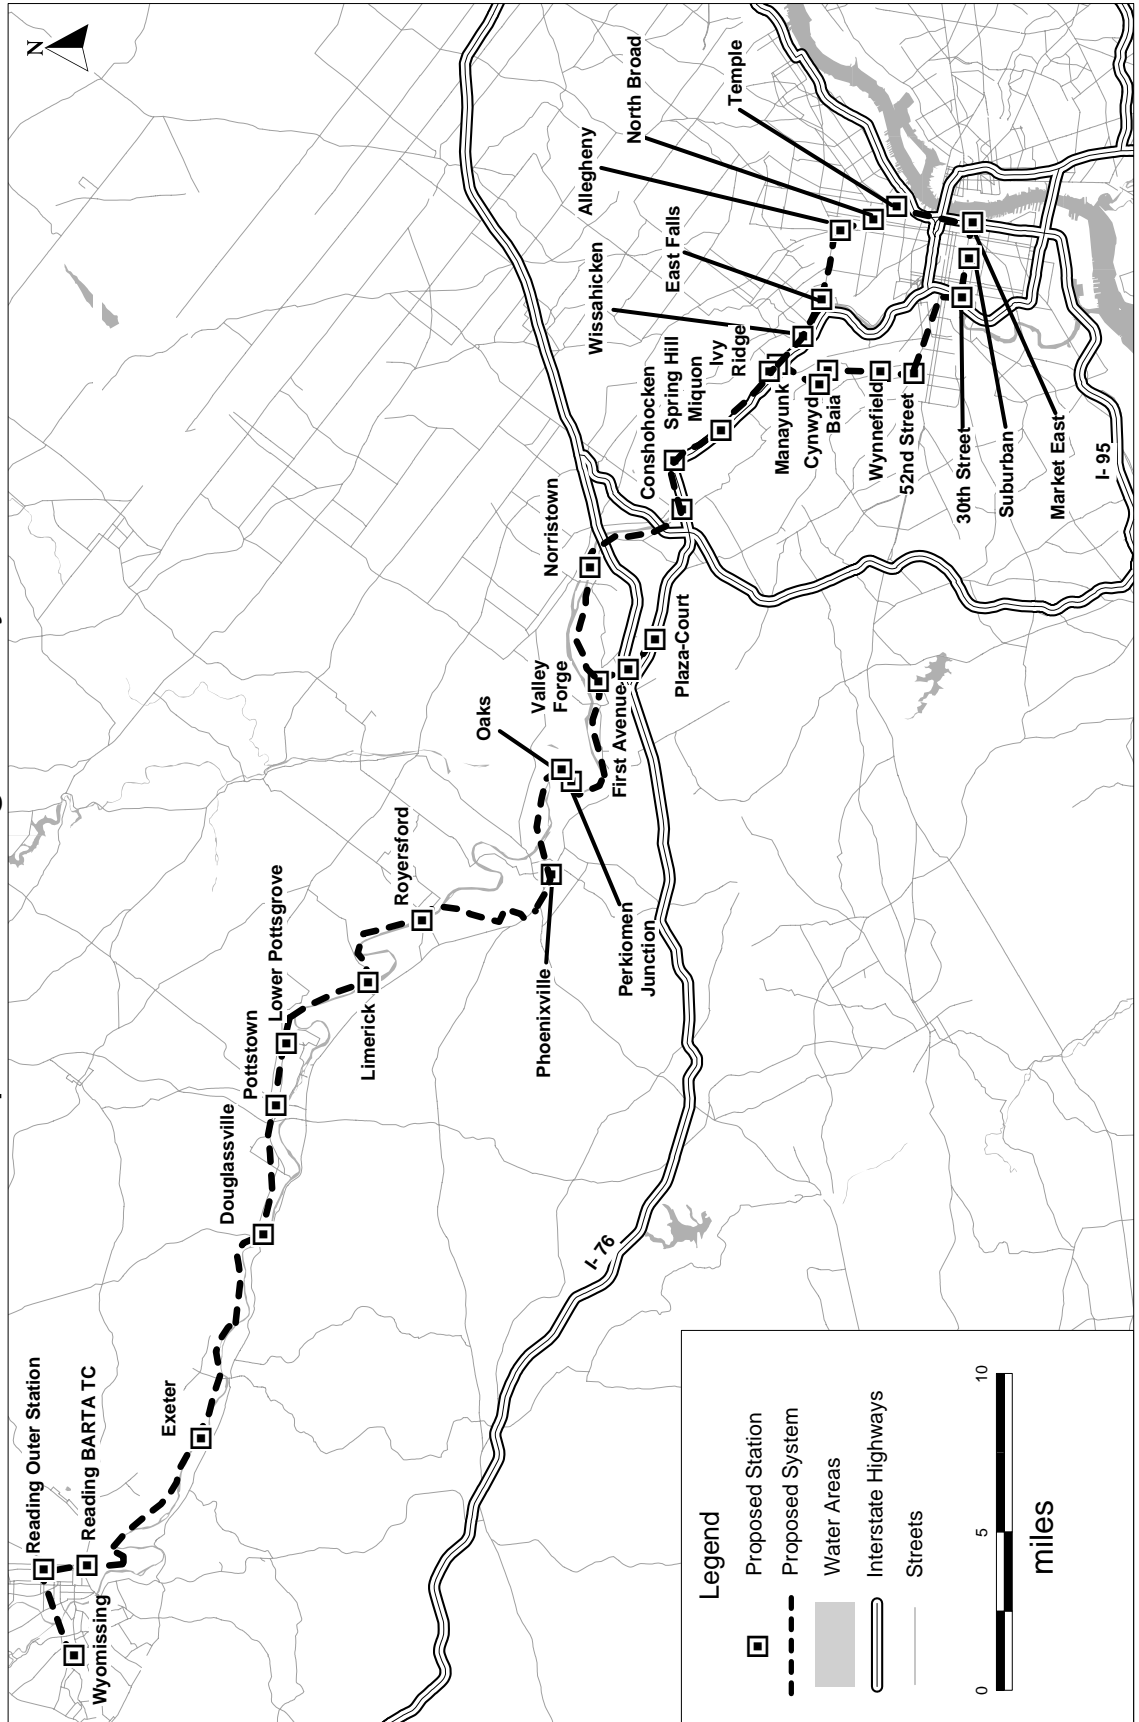 N
Reading Outer Station
Reading BARTA TC
Wyomissing
Exeter
Douglassville
Pottstown
Lower Pottsgrove
Limerick
Royersford
Phoenixville
Oaks
Perkiomen
Junction
Valley
Forge
First Avenue
Plaza-Court
Norristown
Conshohocken
Spring Hill
Miquon
Ivy
Ridge
Manayunk
Cynwyd
Baia
Wynnefield
52nd Street
Wissahicken
East Falls
Allegheny
North Broad
Temple
30th Street
Suburban
Market East
I- 95
I- 76
Legend
Proposed Station
Proposed System
Water Areas
Interstate Highways
Streets
0
5
10
miles